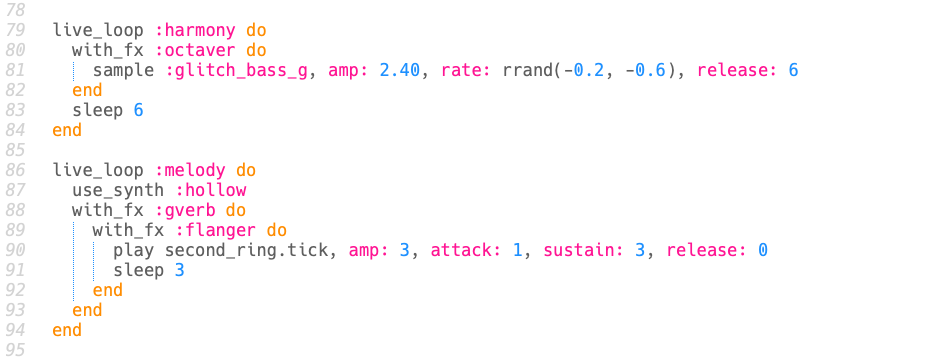 78
79 live_loop :harmony do
80   with_fx :octaver do
81     sample :glitch_bass_g, amp: 2.40, rate: rrand(-0.2, -0.6), release: 6
82   end
83   sleep 6
84 end
85
86 live_loop :melody do
87   use_synth :hollow
88   with_fx :gverb do
89     with_fx :flanger do
90       play second_ring.tick, amp: 3, attack: 1, sustain: 3, release: 0
91       sleep 3
92     end
93   end
94 end
95